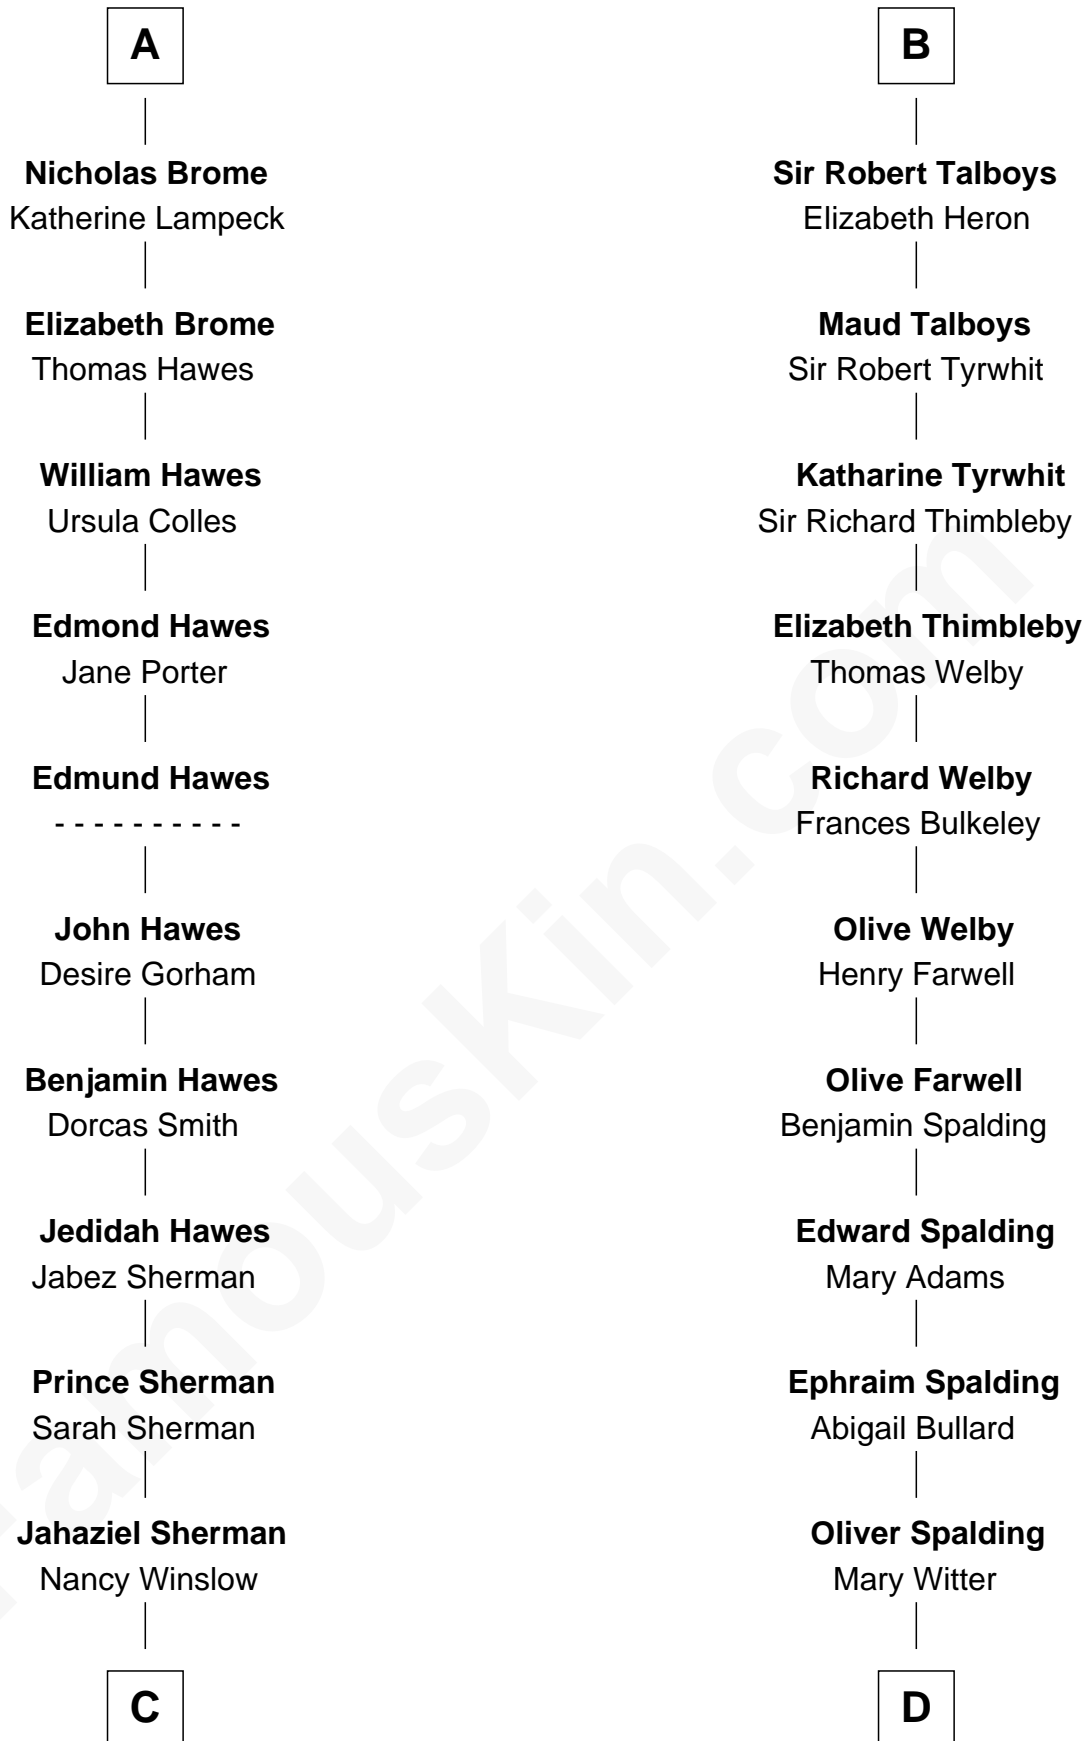 A
Nicholas Brome
Katherine Lampeck
Elizabeth Brome
Thomas Hawes
William Hawes
Ursula Colles
Edmond Hawes
Jane Porter
Edmund Hawes
- - - - - - - - - -
John Hawes
Desire Gorham
Benjamin Hawes
Dorcas Smith
Jedidah Hawes
Jabez Sherman
Prince Sherman
Sarah Sherman
Jahaziel Sherman
Nancy Winslow
C
B
Sir Robert Talboys
Elizabeth Heron
Maud Talboys
Sir Robert Tyrwhit
Katharine Tyrwhit
Sir Richard Thimbleby
Elizabeth Thimbleby
Thomas Welby
Richard Welby
Frances Bulkeley
Olive Welby
Henry Farwell
Olive Farwell
Benjamin Spalding
Edward Spalding
Mary Adams
Ephraim Spalding
Abigail Bullard
Oliver Spalding
Mary Witter
D
FamousKin.com